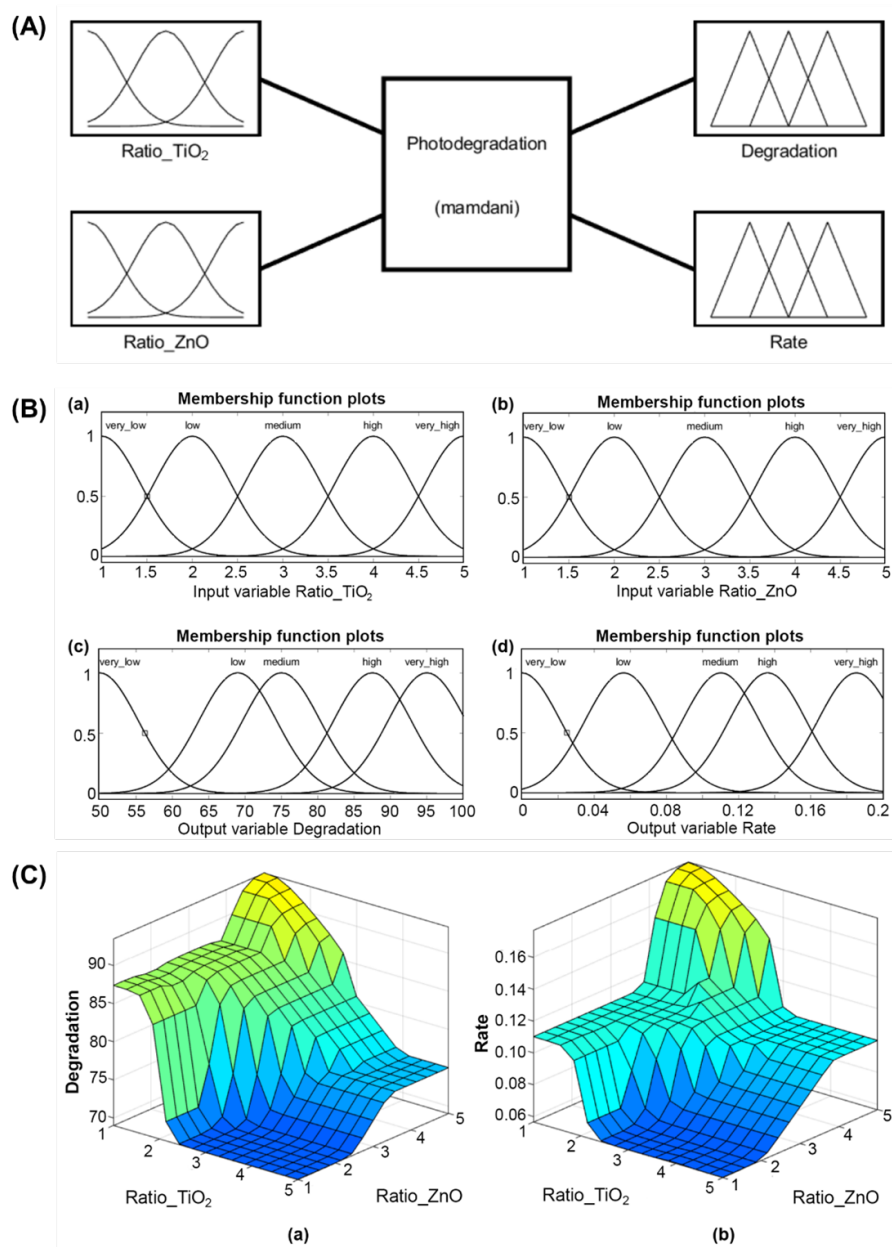 (A)
Ratio_TiO₂
Photodegradation
(mamdani)
Degradation
Ratio_ZnO
Rate
(B)
(a)
Membership function plots
very_low low medium high very_high
1
0.5
0
1 1.5 2 2.5 3 3.5 4 4.5 5
Input variable Ratio_TiO₂
(b)
Membership function plots
very_low low medium high very_high
1
0.5
0
1 1.5 2 2.5 3 3.5 4 4.5 5
Input variable Ratio_ZnO
(c)
Membership function plots
very_low low medium high very_high
1
0.5
0
50 55 60 65 70 75 80 85 90 95 100
Output variable Degradation
(d)
Membership function plots
very_low low medium high very_high
1
0.5
0
0 0.04 0.08 0.12 0.16 0.2
Output variable Rate
(C)
Degradation
90
85
80
75
70
1
2
3
4
5
1
2
3
4
5
Ratio_TiO₂
Ratio_ZnO
(a)
Rate
0.16
0.14
0.12
0.10
0.08
0.06
1
2
3
4
5
1
2
3
4
5
Ratio_TiO₂
Ratio_ZnO
(b)